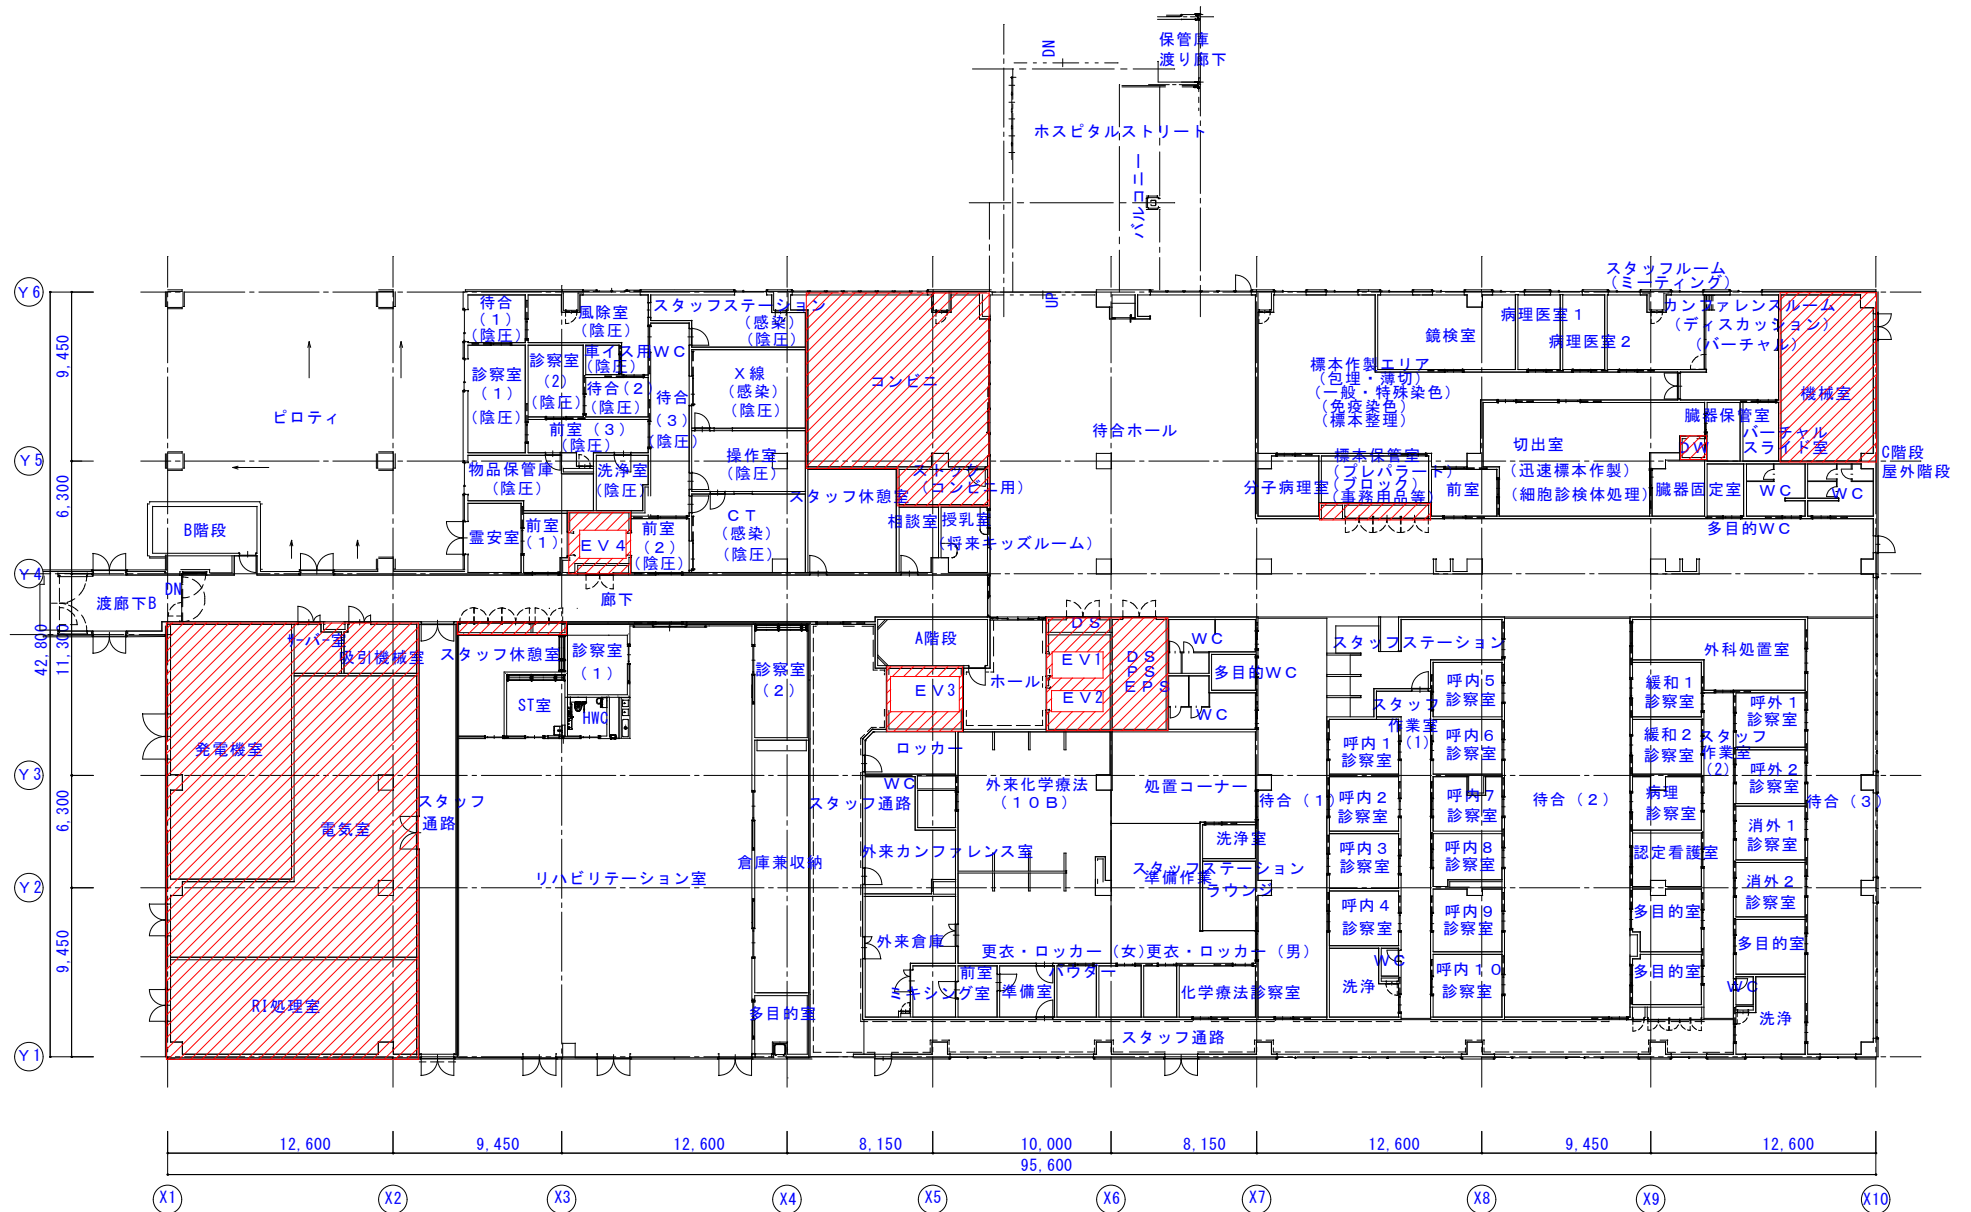 保管庫
渡り廊下
DN
ホスピタルストリート
バルコニー
UP
Y6
Y5
Y4
Y3
Y2
Y1
9,450
6,300
11,300
42,800
6,300
9,450
ピロティ
B階段
渡廊下B
DN
待合
(1)
(陰圧)
風除室
(陰圧)
スタッフステーション
(感染)
(陰圧)
車イス用WC
(陰圧)
診察室
(1)
(陰圧)
診察室
(2)
(陰圧)
待合(2)
(陰圧)
待合
(3)
(陰圧)
前室(3)
(陰圧)
X線
(感染)
(陰圧)
操作室
(陰圧)
物品保管庫
(陰圧)
洗浄室
(陰圧)
CT
(感染)
(陰圧)
霊安室
前室
(1)
EV4
前室
(2)
(陰圧)
コンビニ
ストック
(コンビニ用)
スタッフ休憩室
相談室
授乳室
(将来キッズルーム)
廊下
待合ホール
スタッフルーム
(ミーティング)
カンファレンスルーム
(ディスカッション)
(バーチャル)
病理医室1
病理医室2
鏡検室
標本作製エリア
(包埋・薄切)
(一般・特殊染色)
(免疫染色)
(標本整理)
機械室
臓器保管室
バーチャル
スライド室
DW
切出室
(迅速標本作製)
(細胞診検体処理)
標本保管室
(プレパラート)
(ブロック)
(事務用品等)
分子病理室
前室
臓器固定室
WC
WC
多目的WC
C階段
屋外階段
サーバー室
吸引機械室
発電機室
電気室
RI処理室
スタッフ
通路
スタッフ休憩室
診察室
(1)
ST室
HWC
診察室
(2)
リハビリテーション室
倉庫兼収納
多目的室
スタッフ通路
A階段
EV3
ホール
DS
EV1
EV2
DS
PS
EPS
WC
多目的WC
WC
ロッカー
WC
外来カンファレンス室
外来倉庫
ミキシング室
前室
準備室
外来化学療法
(10B)
処置コーナー
洗浄室
スタッフステーション
準備作業
ラウンジ
更衣・ロッカー(女)
更衣・ロッカー(男)
パウダー
化学療法診察室
スタッフ通路
待合(1)
スタッフステーション
スタッフ
作業室
(1)
呼内1
診察室
呼内2
診察室
呼内3
診察室
呼内4
診察室
WC
洗浄
呼内5
診察室
呼内6
診察室
呼内7
診察室
呼内8
診察室
呼内9
診察室
呼内10
診察室
待合(2)
外科処置室
緩和1
診察室
緩和2
診察室
病理
診察室
認定看護室
多目的室
多目的室
スタッフ
作業室
(2)
呼外1
診察室
呼外2
診察室
消外1
診察室
消外2
診察室
多目的室
WC
洗浄
待合(3)
12,600
9,450
12,600
8,150
10,000
8,150
12,600
9,450
12,600
95,600
X1
X2
X3
X4
X5
X6
X7
X8
X9
X10